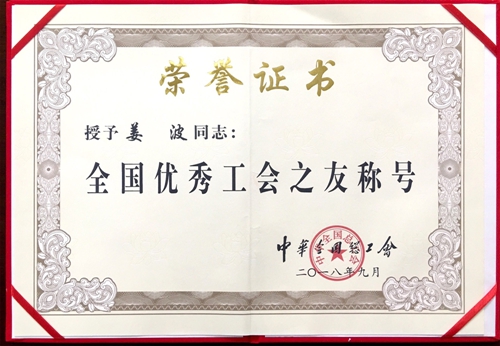 荣誉证书
授予姜 波同志：
全国优秀工会之友称号
中华全国总工会
二〇一八年九月